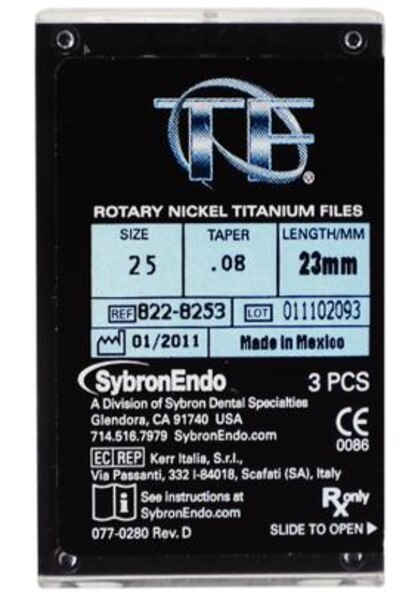 TF®
ROTARY NICKEL TITANIUM FILES
SIZE TAPER LENGTH/MM
25 .08 23mm
REF 822-8253 LOT 011102093
01/2011 Made in Mexico
SybronEndo 3 PCS
A Division of Sybron Dental Specialties
Glendora, CA 91740 USA
714.516.7979 SybronEndo.com
CE
0086
EC REP Kerr Italia, S.r.l.,
Via Passanti, 332 I-84018, Scafati (SA), Italy
i See instructions at
SybronEndo.com
Rx only
077-0280 Rev. D SLIDE TO OPEN